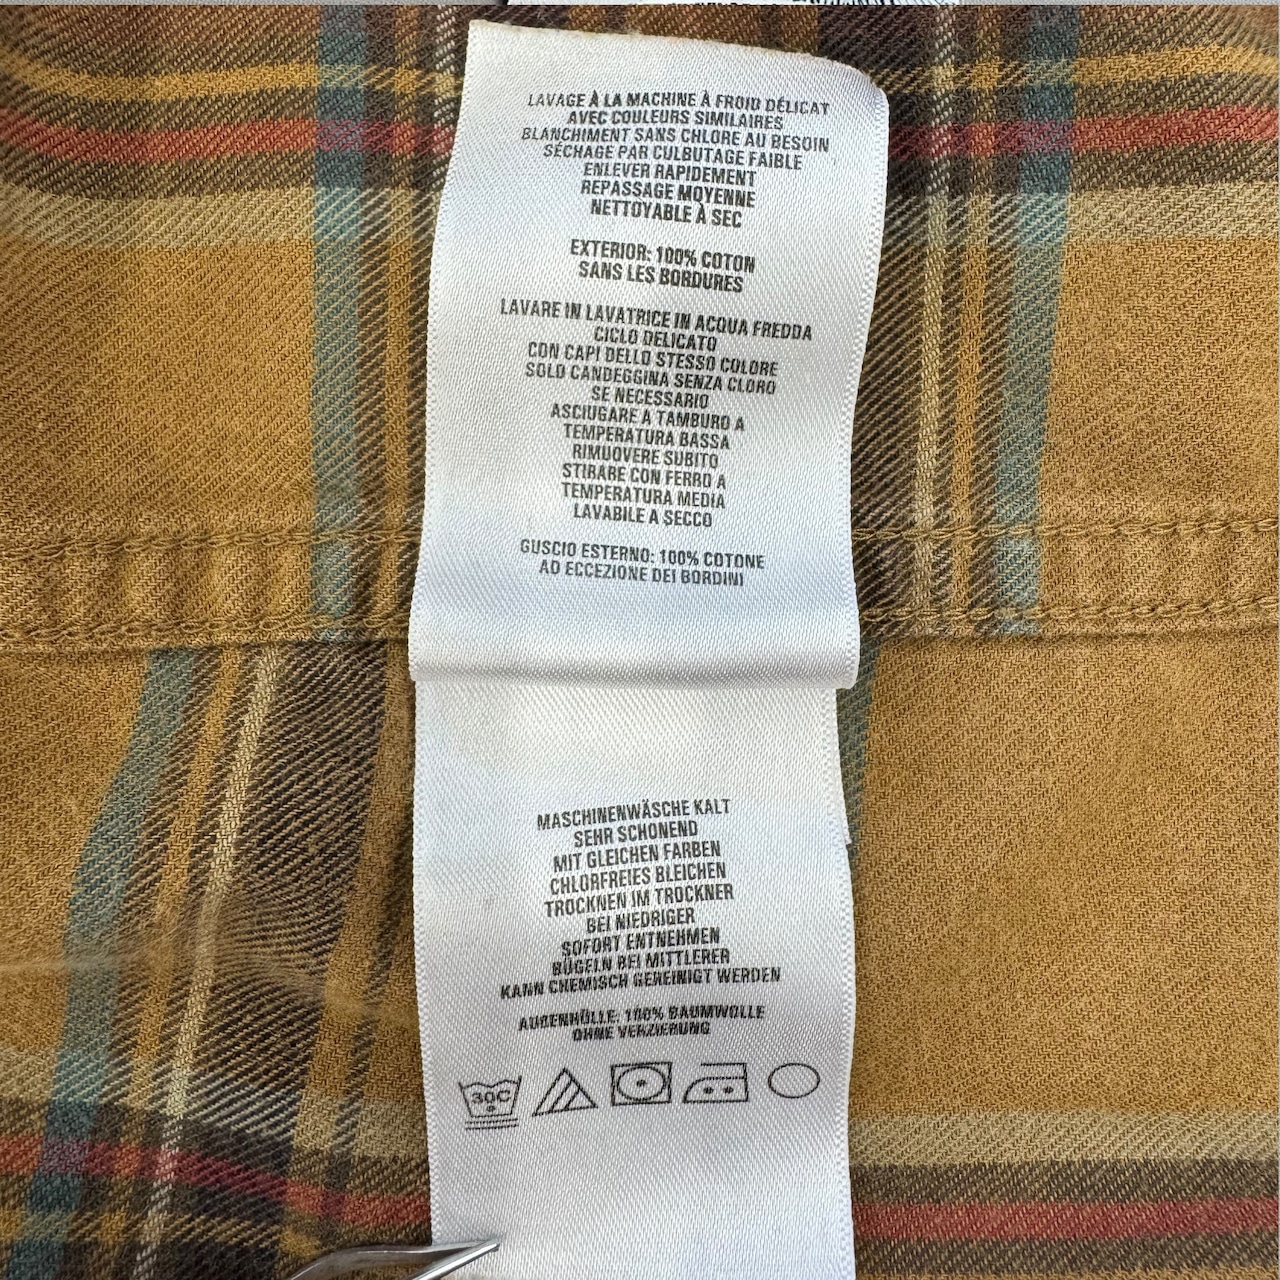 LAVAGE À LA MACHINE À FROID DÉLICAT
AVEC COULEURS SIMILAIRES
BLANCHIMENT SANS CHLORE AU BESOIN
SÉCHAGE PAR CULBUTAGE FAIBLE
ENLEVER RAPIDEMENT
REPASSAGE MOYENNE
NETTOYABLE À SEC
EXTERIOR: 100% COTON
SANS LES BORDURES
LAVARE IN LAVATRICE IN ACQUA FREDDA
CICLO DELICATO
CON CAPI DELLO STESSO COLORE
SOLO CANDEGGINA SENZA CLORO
SE NECESSARIO
ASCIUGARE A TAMBURO A
TEMPERATURA BASSA
RIMUOVERE SUBITO
STIRARE CON FERRO A
TEMPERATURA MEDIA
LAVABILE A SECCO
GUSCIO ESTERNO: 100% COTONE
AD ECCEZIONE DEI BORDINI
MASCHINENWÄSCHE KALT
SEHR SCHONEND
MIT GLEICHEN FARBEN
CHLORFREIES BLEICHEN
TROCKNEN IM TROCKNER
BEI NIEDRIGER
SOFORT ENTNEHMEN
BÜGELN BEI MITTLERER
KANN CHEMISCH GEREINIGT WERDEN
AUßENHÜLLE: 100% BAUMWOLLE
OHNE VERZIERUNG
30C